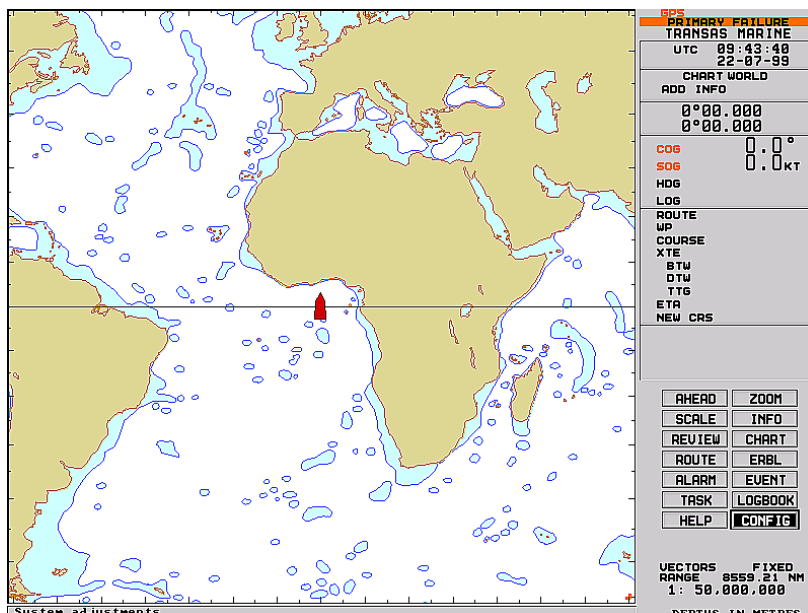 GPS
PRIMARY FAILURE
TRANSAS MARINE
UTC 09:43:40
22-07-99
CHART WORLD
ADD INFO
0°00.000
0°00.000
COG 0.0°
SOG 0.0KT
HDG
LOG
ROUTE
WP
COURSE
XTE
BTW
DTW
TTG
ETA
NEW CRS
AHEAD ZOOM
SCALE INFO
REVIEW CHART
ROUTE ERBL
ALARM EVENT
TASK LOGBOOK
HELP CONFIG
VECTORS FIXED
RANGE 8559.21 NM
1: 50,000,000
System adjustments
DEPTHS IN METRES